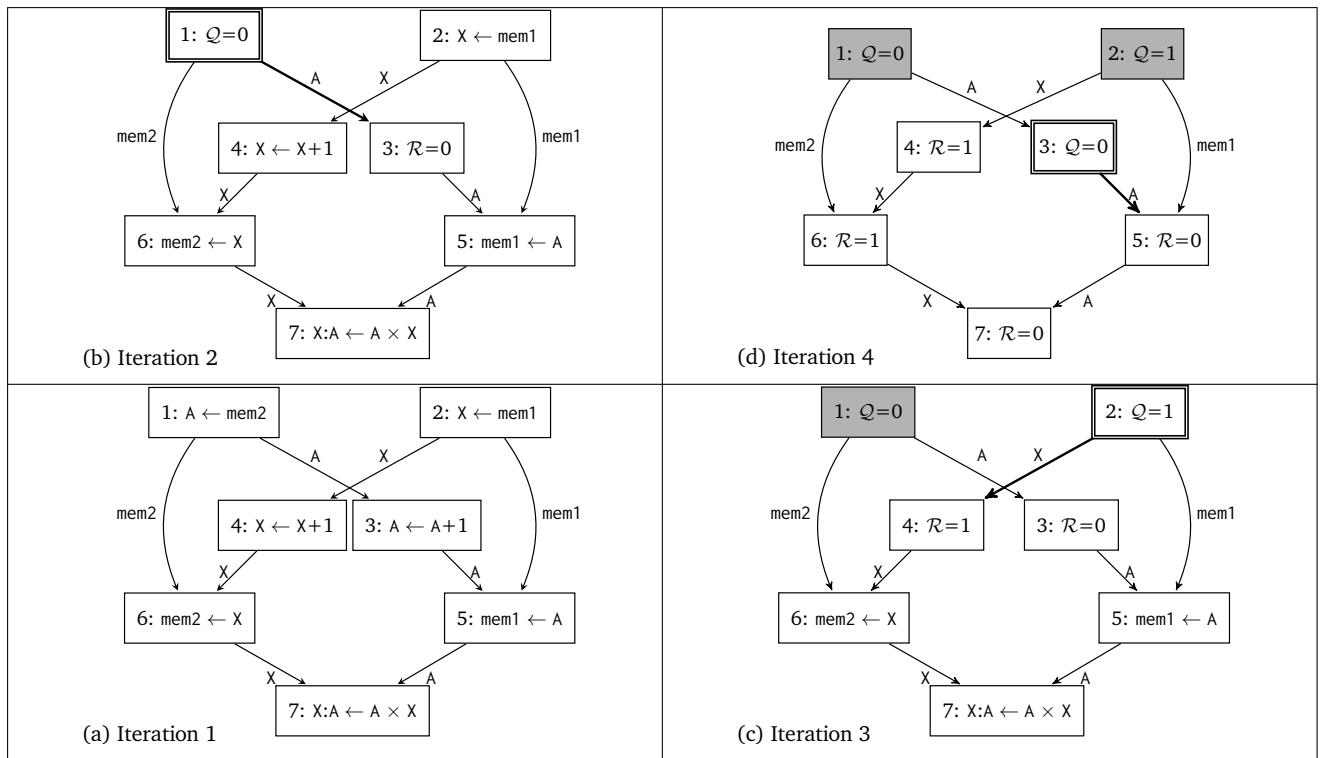 1: 𝒬=0
2: X ← mem1
A
X
mem2
mem1
4: X ← X+1
3: ℛ=0
X
A
6: mem2 ← X
5: mem1 ← A
X
A
7: X:A ← A × X
(b) Iteration 2
1: 𝒬=0
2: 𝒬=1
A
X
mem2
mem1
4: ℛ=1
3: 𝒬=0
X
A
6: ℛ=1
5: ℛ=0
X
A
7: ℛ=0
(d) Iteration 4
1: A ← mem2
2: X ← mem1
A
X
mem2
mem1
4: X ← X+1
3: A ← A+1
X
A
6: mem2 ← X
5: mem1 ← A
X
A
7: X:A ← A × X
(a) Iteration 1
1: 𝒬=0
2: 𝒬=1
A
X
mem2
mem1
4: ℛ=1
3: ℛ=0
X
A
6: mem2 ← X
5: mem1 ← A
X
A
7: X:A ← A × X
(c) Iteration 3